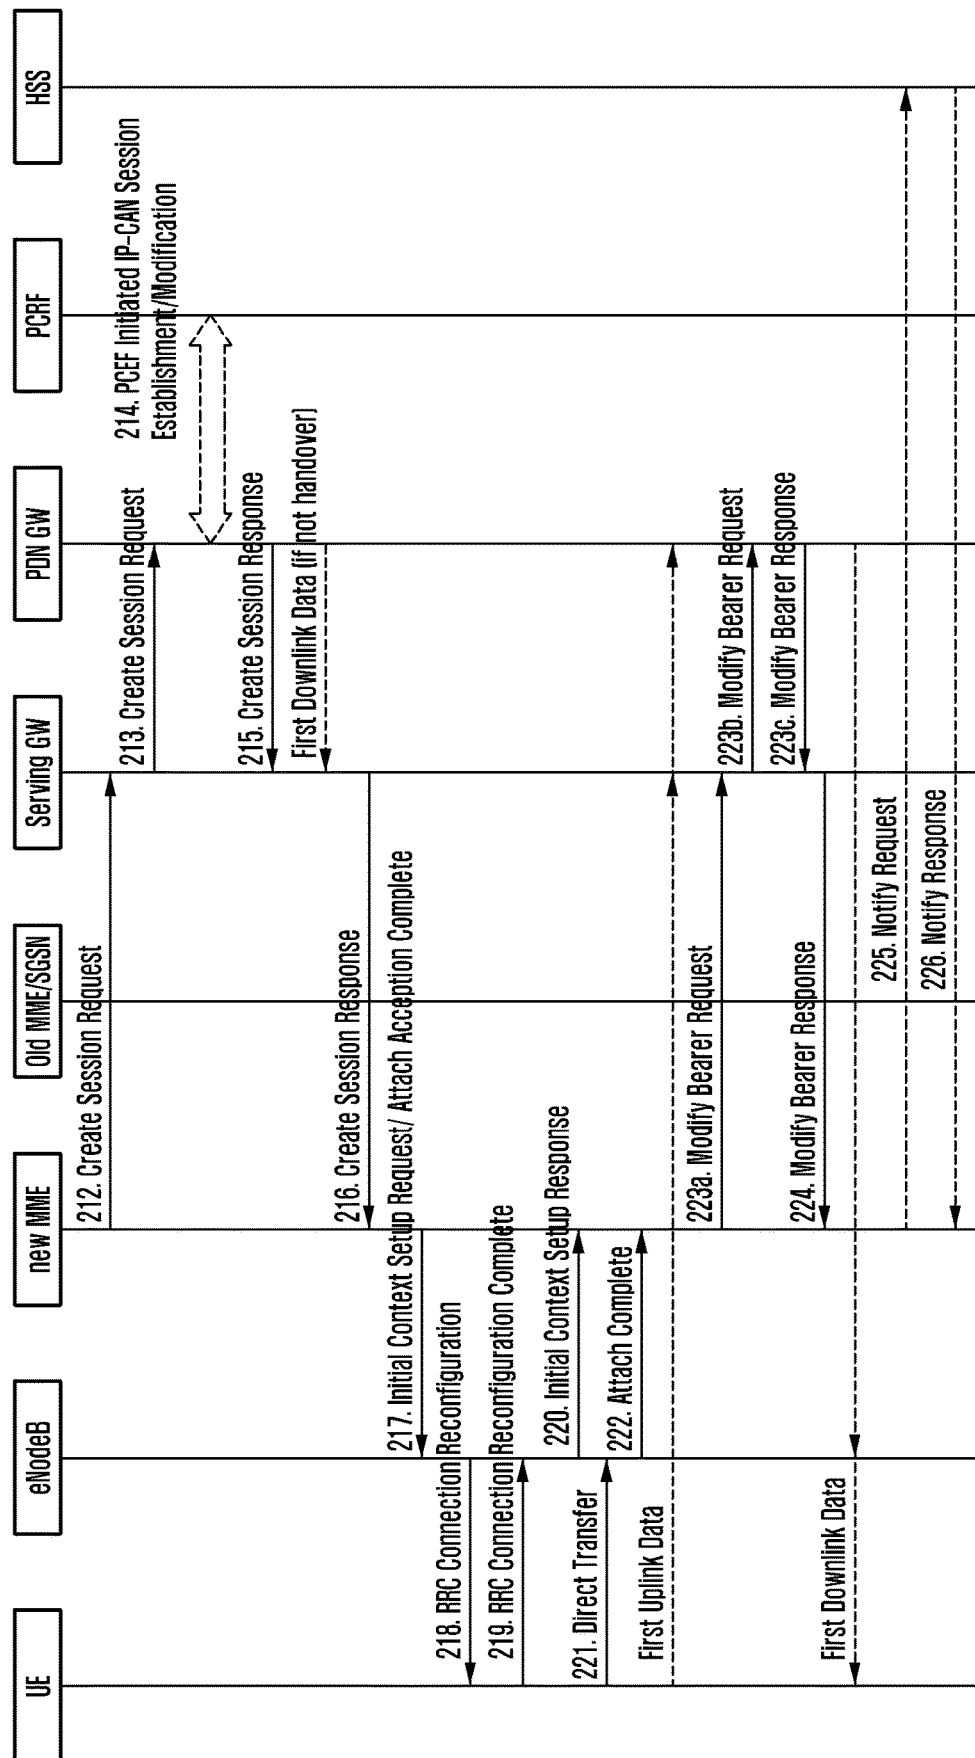 UE
eNodeB
new MME
Old MME/SGSN
Serving GW
PDN GW
PCRF
HSS
212. Create Session Request
213. Create Session Request
214. PCEF Initiated IP-CAN Session
Establishment/Modification
215. Create Session Response
First Downlink Data (if not handover)
216. Create Session Response
217. Initial Context Setup Request/ Attach Acception Complete
218. RRC Connection Reconfiguration
219. RRC Connection Reconfiguration Complete
220. Initial Context Setup Response
221. Direct Transfer
222. Attach Complete
First Uplink Data
223a. Modify Bearer Request
223b. Modify Bearer Request
223c. Modify Bearer Response
224. Modify Bearer Response
First Downlink Data
225. Notify Request
226. Notify Response